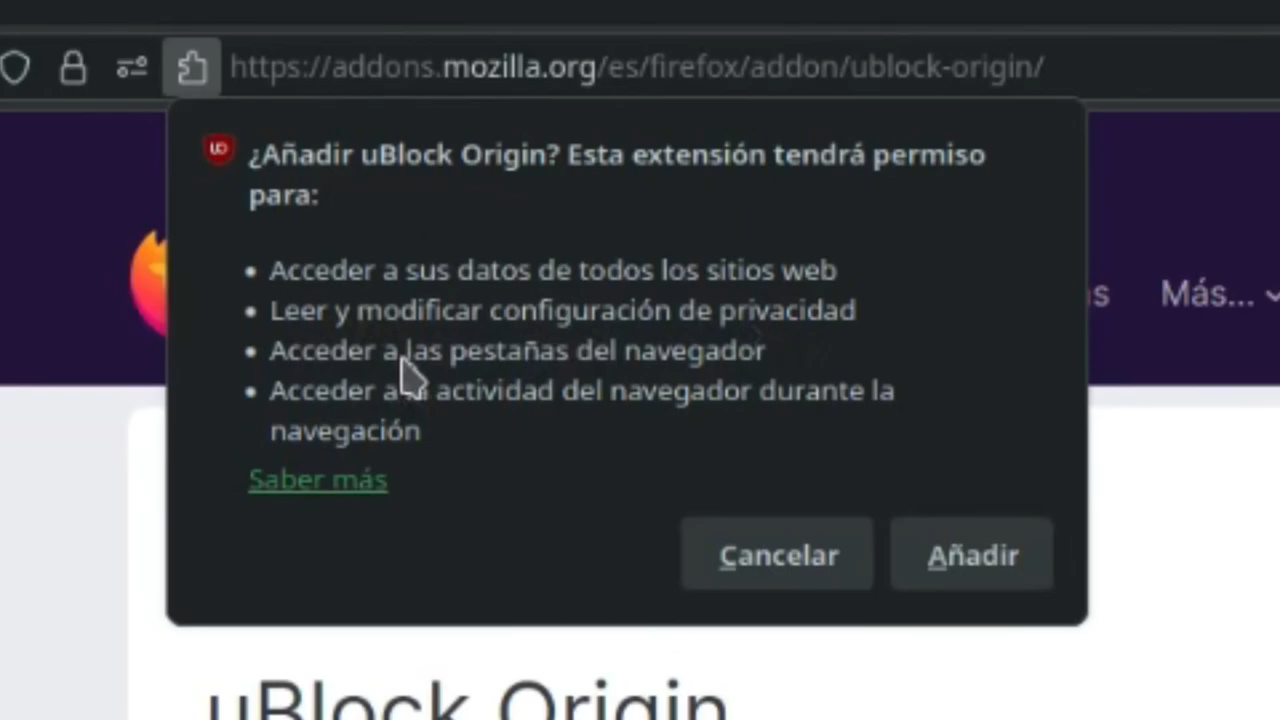 https://addons.mozilla.org/es/firefox/addon/ublock-origin/
¿Añadir uBlock Origin? Esta extensión tendrá permiso
para:
• Acceder a sus datos de todos los sitios web
• Leer y modificar configuración de privacidad
Más...
• Acceder a las pestañas del navegador
• Acceder a la actividad del navegador durante la
navegación
Saber más
Cancelar Añadir
uBlock Origin